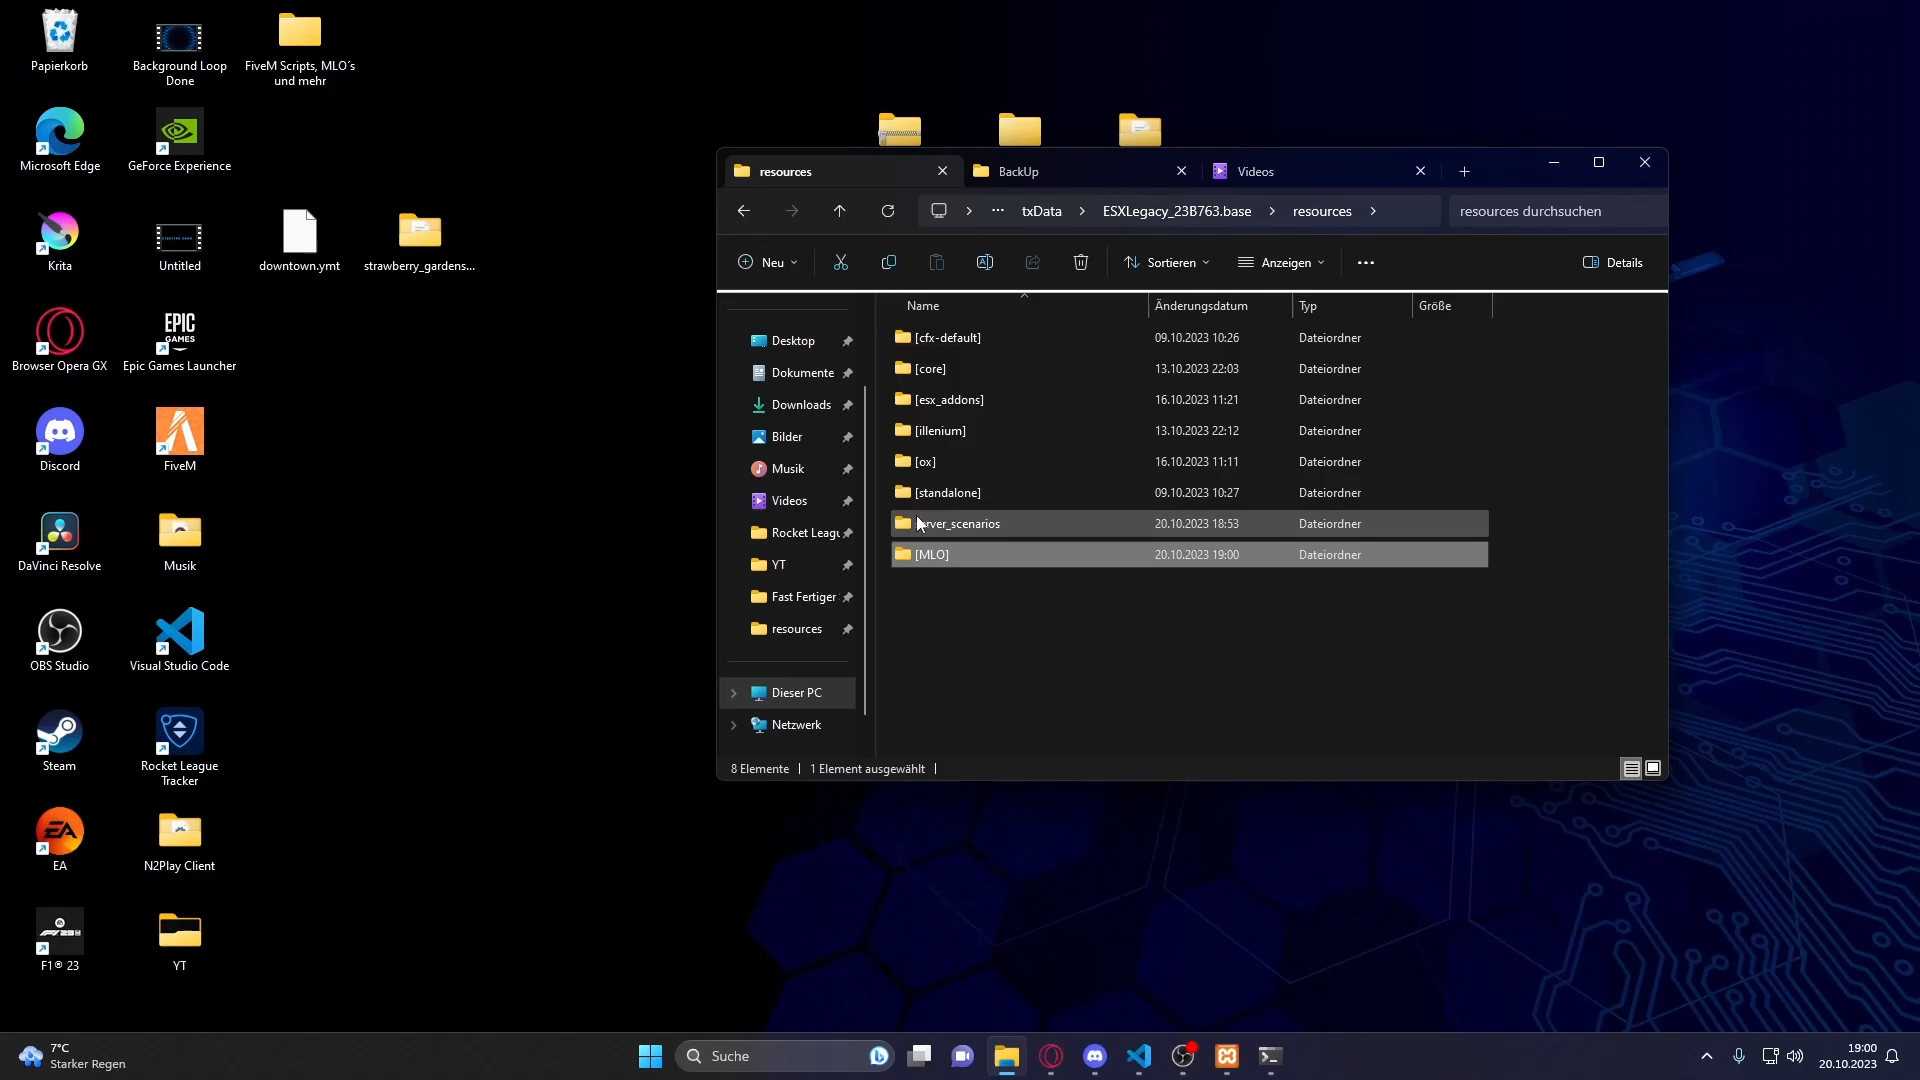 Papierkorb
Background Loop
Done
FiveM Scripts, MLO´s
und mehr
Microsoft Edge
GeForce Experience
Krita
Untitled
downtown.ymt
strawberry_gardens...
Browser Opera GX
EPIC
GAMES
Epic Games Launcher
Discord
FiveM
DaVinci Resolve
Musik
OBS Studio
Visual Studio Code
Steam
Rocket League
Tracker
EA
EA
N2Play Client
F1® 23
YT
resources
BackUp
Videos
txData
ESXLegacy_23B763.base
resources
resources durchsuchen
Neu
Sortieren
Anzeigen
Details
Name
Änderungsdatum
Typ
Größe
Desktop
Dokumente
Downloads
Bilder
Musik
Videos
Rocket Leagu
YT
Fast Fertiger
resources
Dieser PC
Netzwerk
[cfx-default] 09.10.2023 10:26 Dateiordner
[core] 13.10.2023 22:03 Dateiordner
[esx_addons] 16.10.2023 11:21 Dateiordner
[illenium] 13.10.2023 22:12 Dateiordner
[ox] 16.10.2023 11:11 Dateiordner
[standalone] 09.10.2023 10:27 Dateiordner
erver_scenarios 20.10.2023 18:53 Dateiordner
[MLO] 20.10.2023 19:00 Dateiordner
8 Elemente
1 Element ausgewählt
7°C
Starker Regen
Suche
19:00
20.10.2023